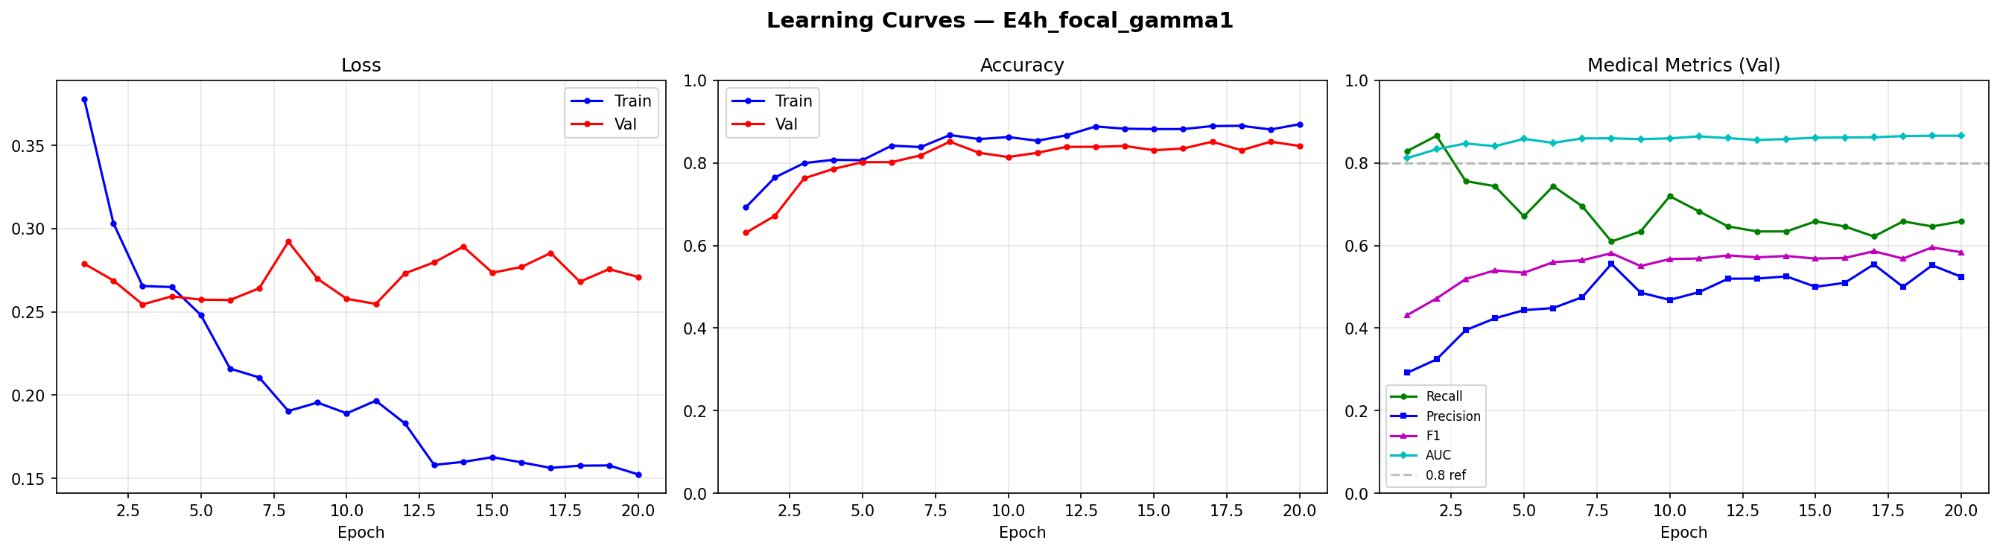 Learning Curves — E4h_focal_gamma1
Loss
0.35
0.30
0.25
0.20
0.15
Train
Val
2.5 5.0 7.5 10.0 12.5 15.0 17.5 20.0
Epoch
Accuracy
1.0
0.8
0.6
0.4
0.2
0.0
Train
Val
2.5 5.0 7.5 10.0 12.5 15.0 17.5 20.0
Epoch
Medical Metrics (Val)
1.0
0.8
0.6
0.4
0.2
0.0
Recall
Precision
F1
AUC
0.8 ref
2.5 5.0 7.5 10.0 12.5 15.0 17.5 20.0
Epoch